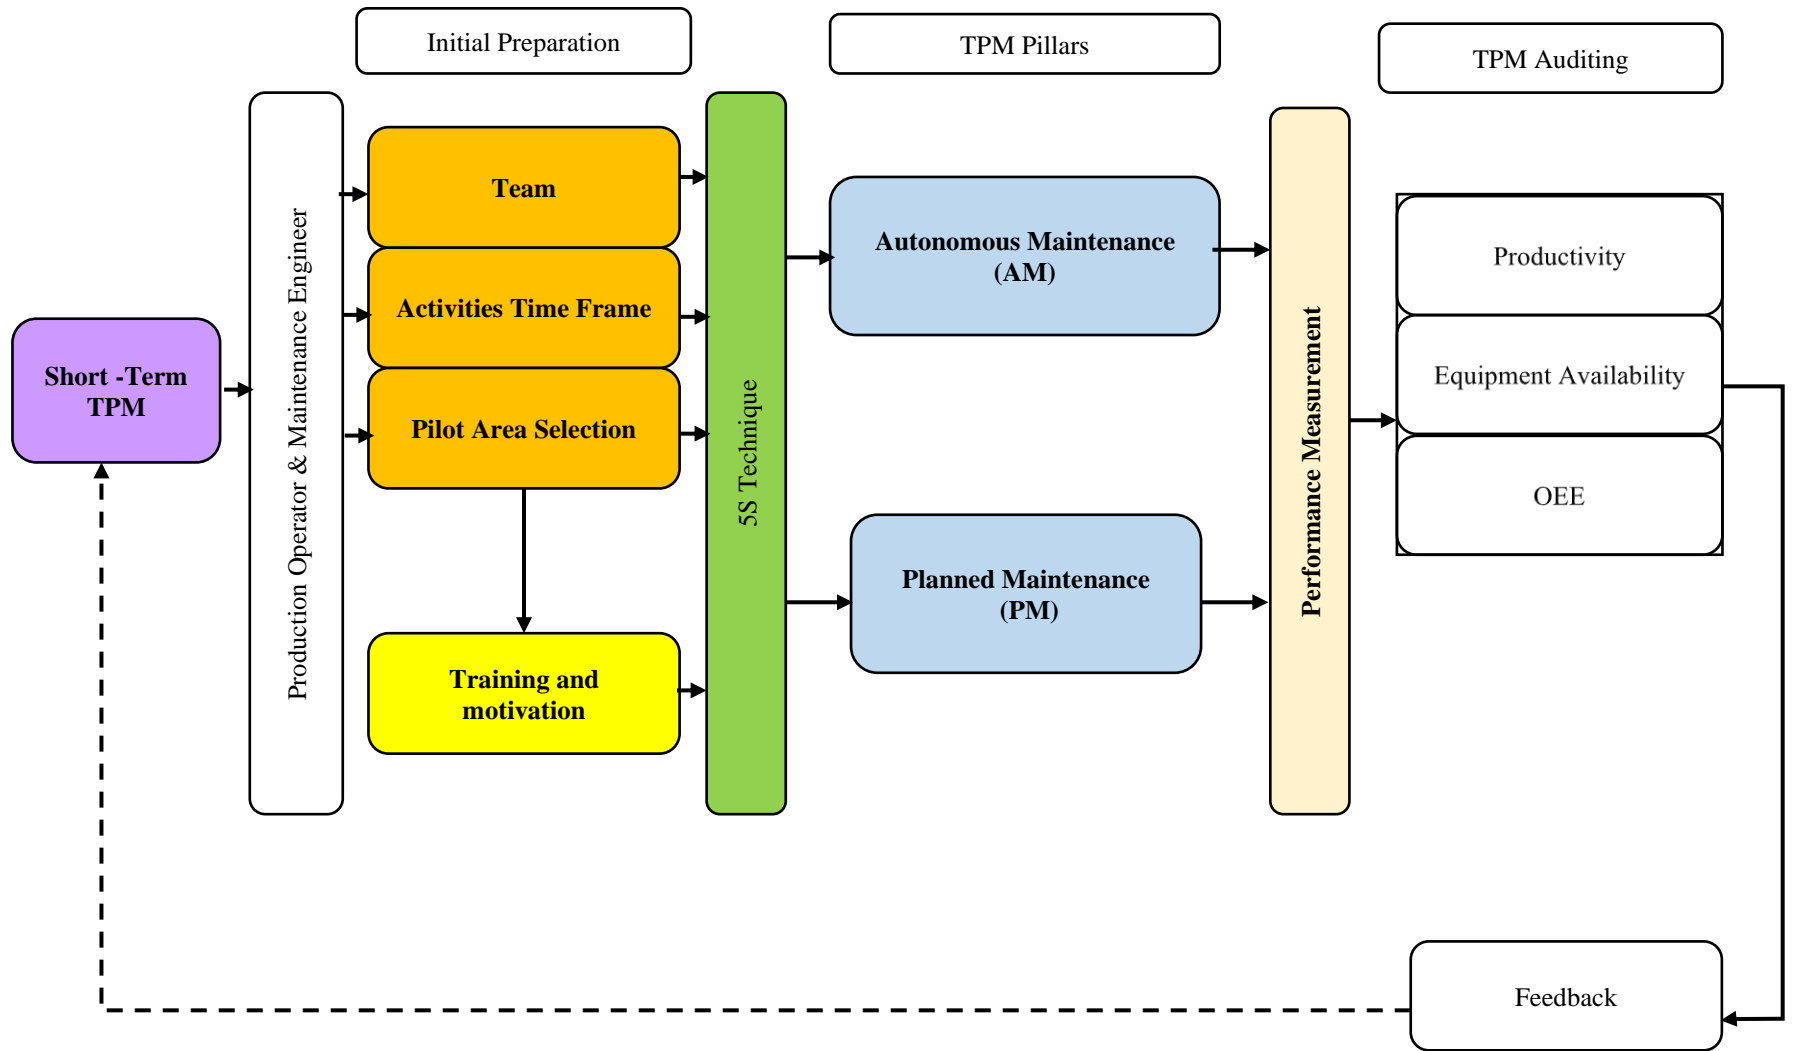 Initial Preparation
TPM Pillars
TPM Auditing
Short -Term
TPM
Production Operator & Maintenance Engineer
Team
Activities Time Frame
Pilot Area Selection
Training and
motivation
5S Technique
Autonomous Maintenance
(AM)
Planned Maintenance
(PM)
Performance Measurement
Productivity
Equipment Availability
OEE
Feedback